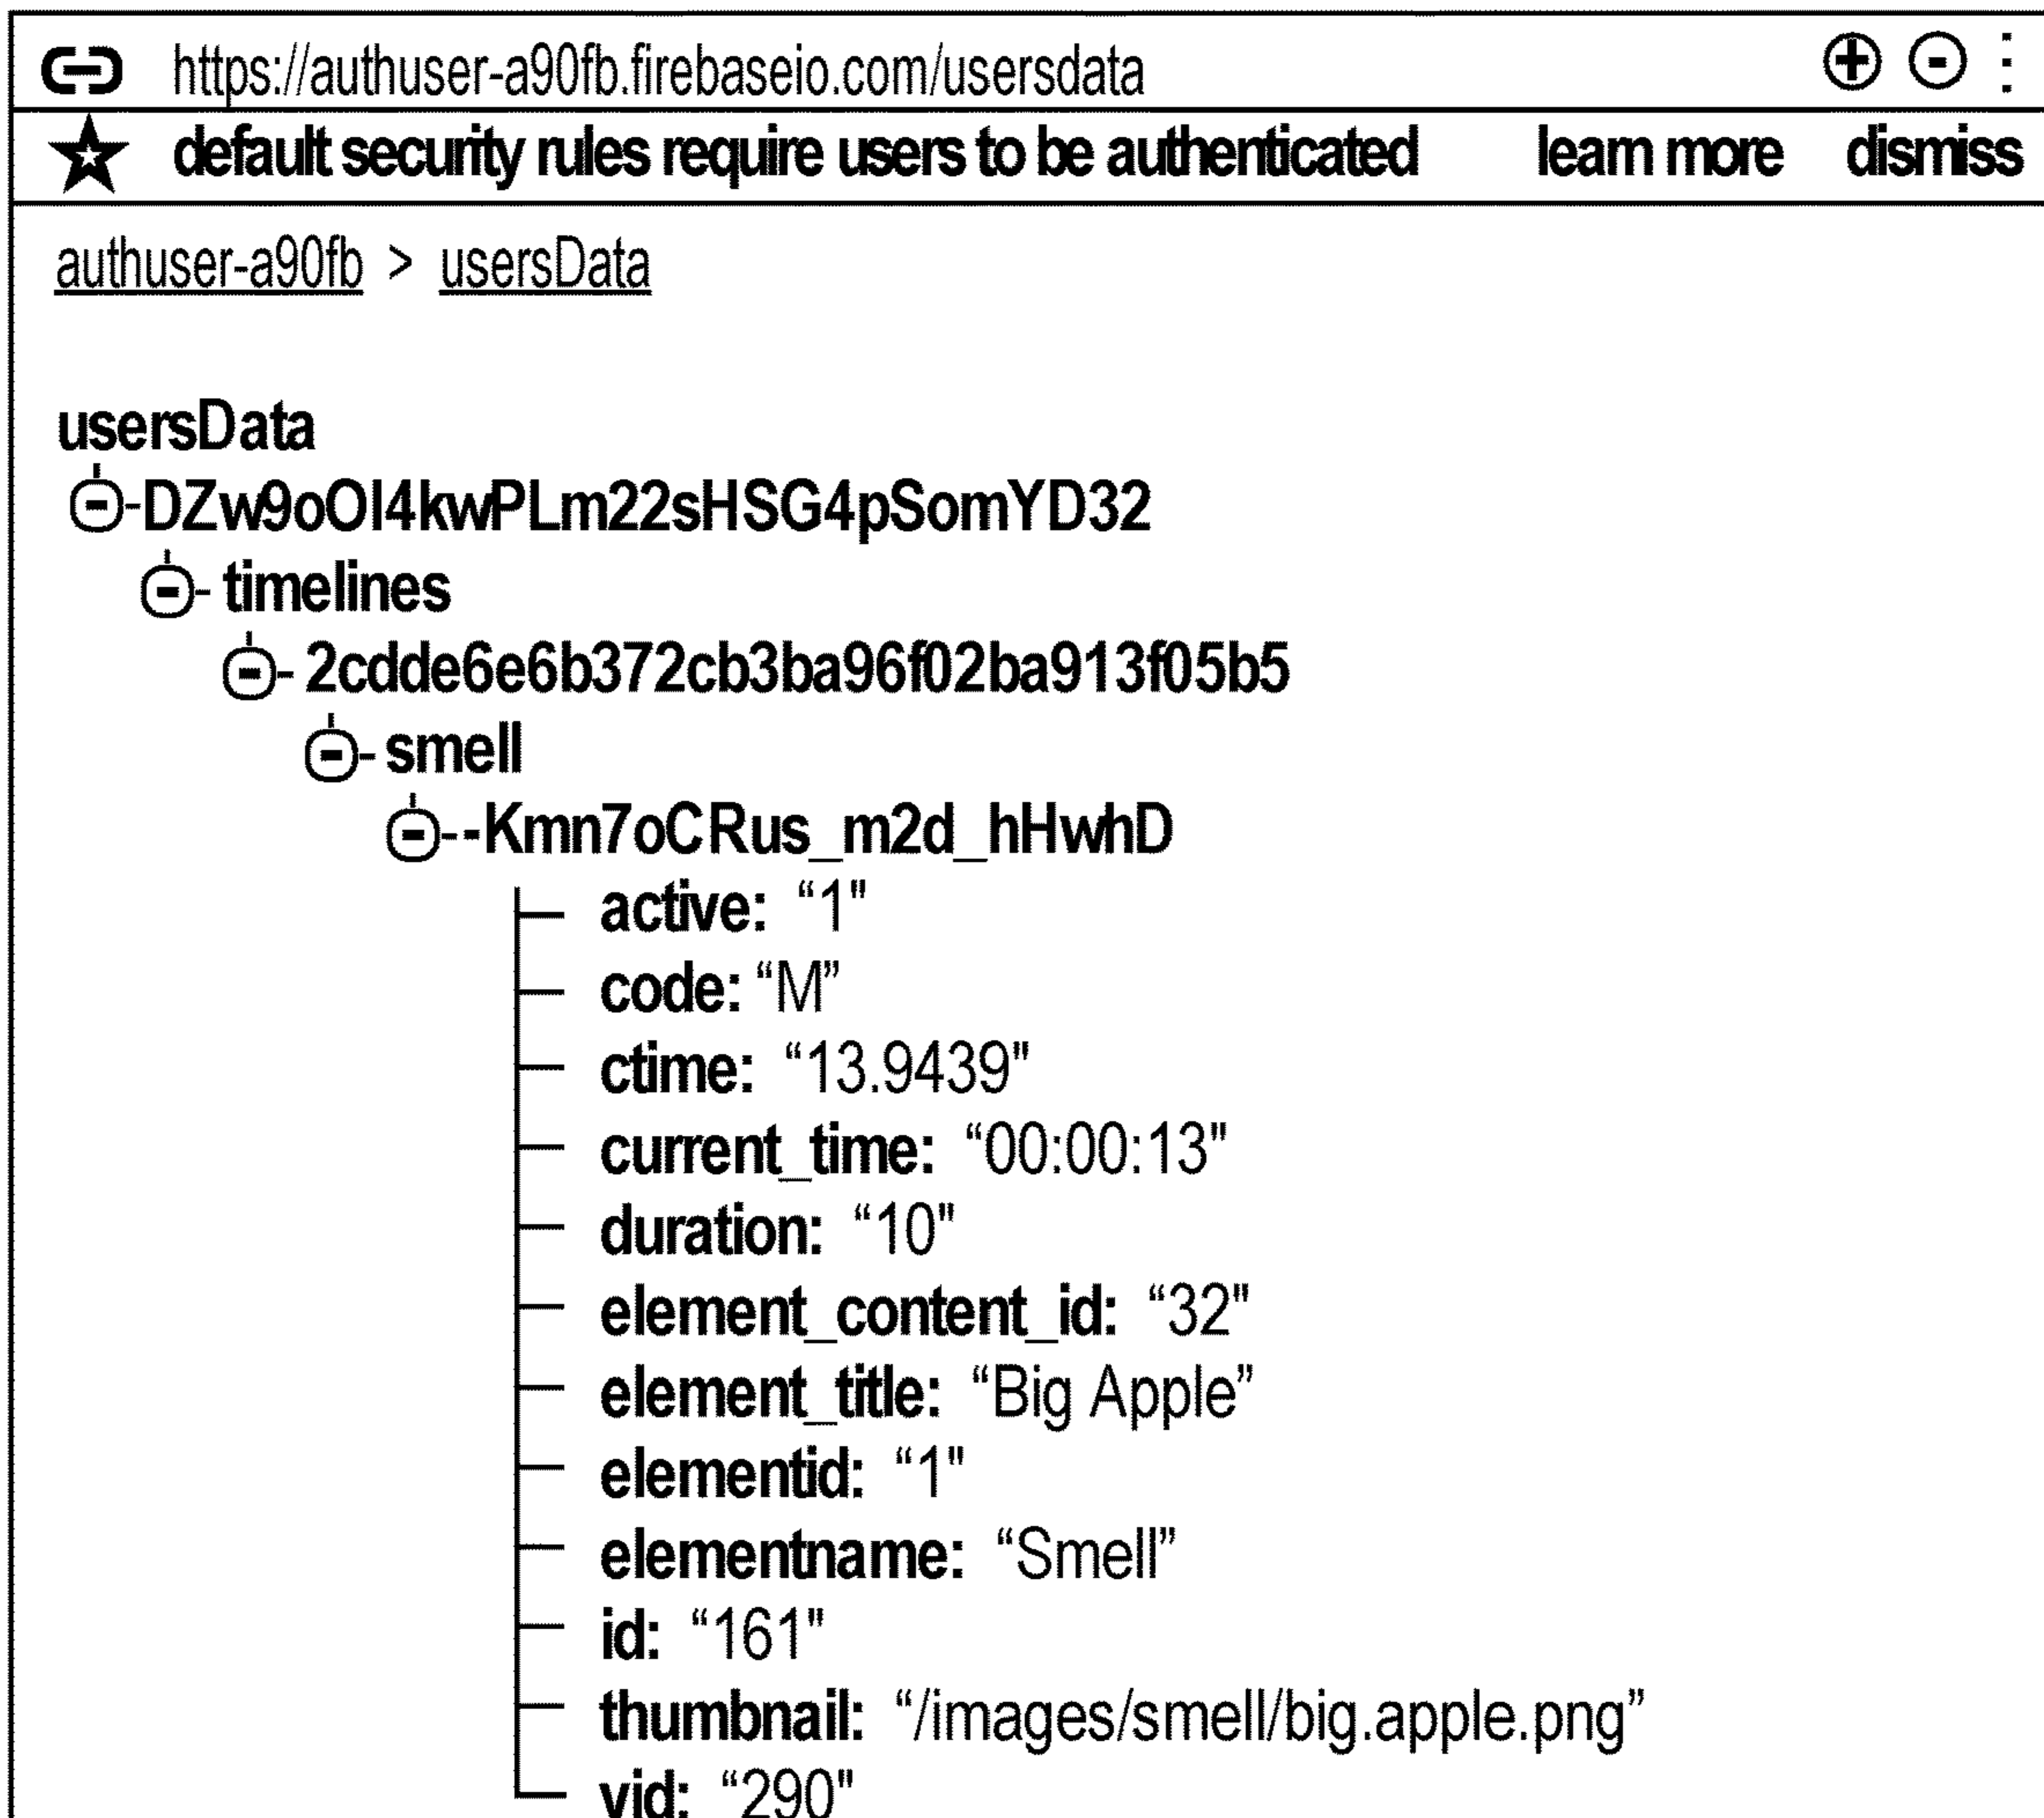 https://authuser-a90fb.firebaseio.com/usersdata
default security rules require users to be authenticated learn more dismiss
authuser-a90fb > usersData
usersData
DZw9oOI4kwPLm22sHSG4pSomYD32
timelines
2cdde6e6b372cb3ba96f02ba913f05b5
smell
-Kmn7oCRus_m2d_hHwhD
active: “1"
code: “M”
ctime: “13.9439"
current_time: “00:00:13"
duration: “10"
element_content_id: “32"
element_title: “Big Apple”
elementid: “1"
elementname: “Smell”
id: “161"
thumbnail: “/images/smell/big.apple.png”
vid: “290"